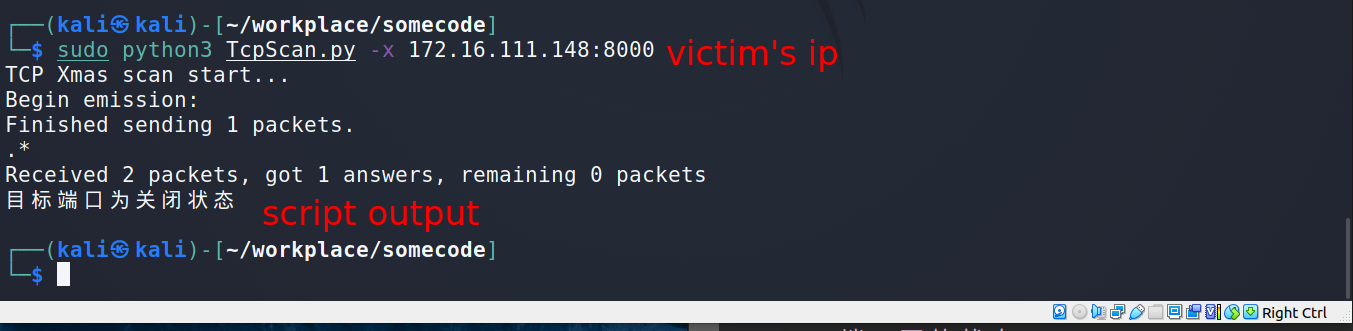 ┌──(kali㉿kali)-[~/workplace/somecode]
└─$ sudo python3 TcpScan.py -x 172.16.111.148:8000 victim's ip
TCP Xmas scan start...
Begin emission:
Finished sending 1 packets.
.*
Received 2 packets, got 1 answers, remaining 0 packets
目标端口为关闭状态
script output
┌──(kali㉿kali)-[~/workplace/somecode]
└─$
Right Ctrl